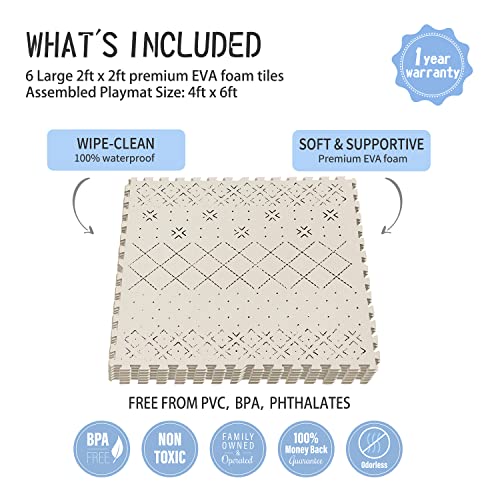 WHAT'S INCLUDED
6 Large 2ft x 2ft premium EVA foam tiles
Assembled Playmat Size: 4ft x 6ft
1 year
warranty
WIPE-CLEAN
100% waterproof
SOFT & SUPPORTIVE
Premium EVA foam
FREE FROM PVC, BPA, PHTHALATES
BPA
FREE
NON
TOXIC
FAMILY
OWNED
& Operated
100%
Money Back
Guarantee
Odorless